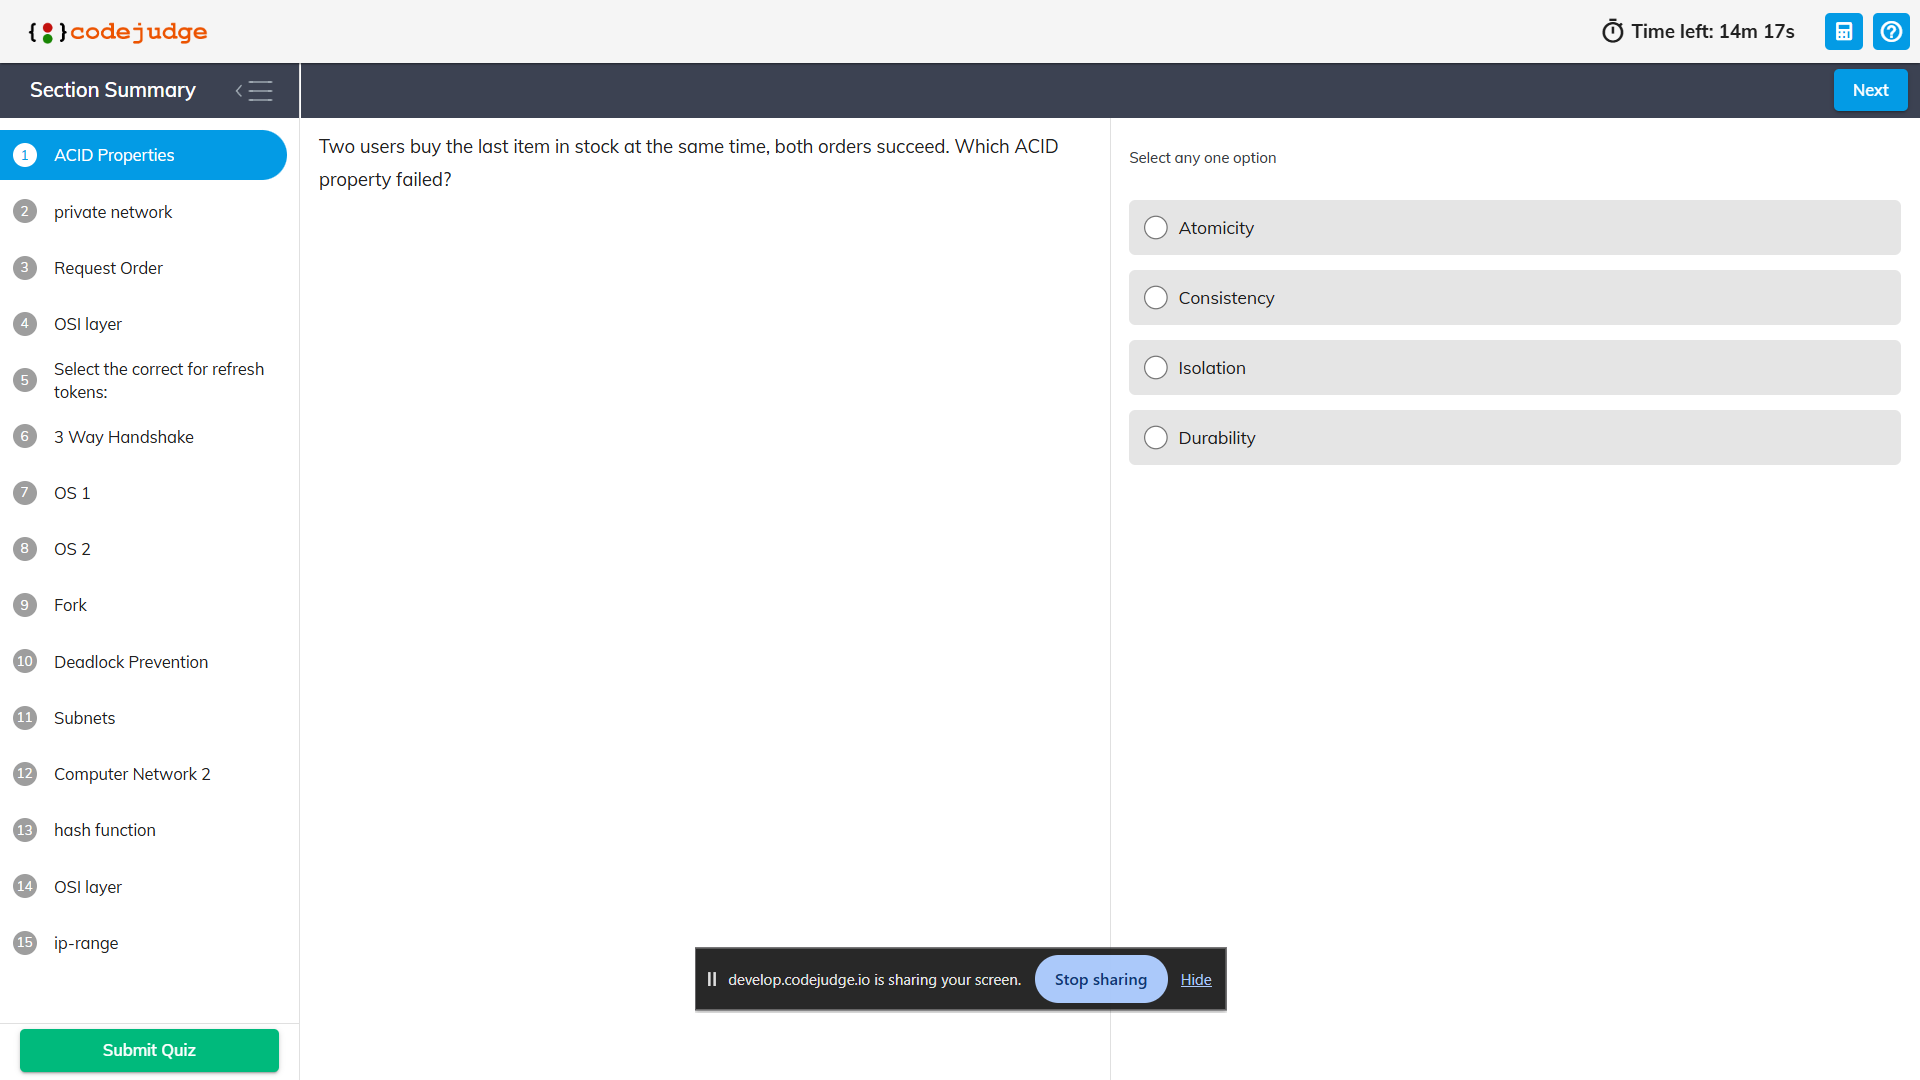 { }codejudge
Time left: 14m 17s
Section Summary
Next
1 ACID Properties
2 private network
3 Request Order
4 OSI layer
5 Select the correct for refresh
tokens:
6 3 Way Handshake
7 OS 1
8 OS 2
9 Fork
10 Deadlock Prevention
11 Subnets
12 Computer Network 2
13 hash function
14 OSI layer
15 ip-range
Submit Quiz
Two users buy the last item in stock at the same time, both orders succeed. Which ACID
property failed?
Select any one option
Atomicity
Consistency
Isolation
Durability
develop.codejudge.io is sharing your screen.
Stop sharing
Hide